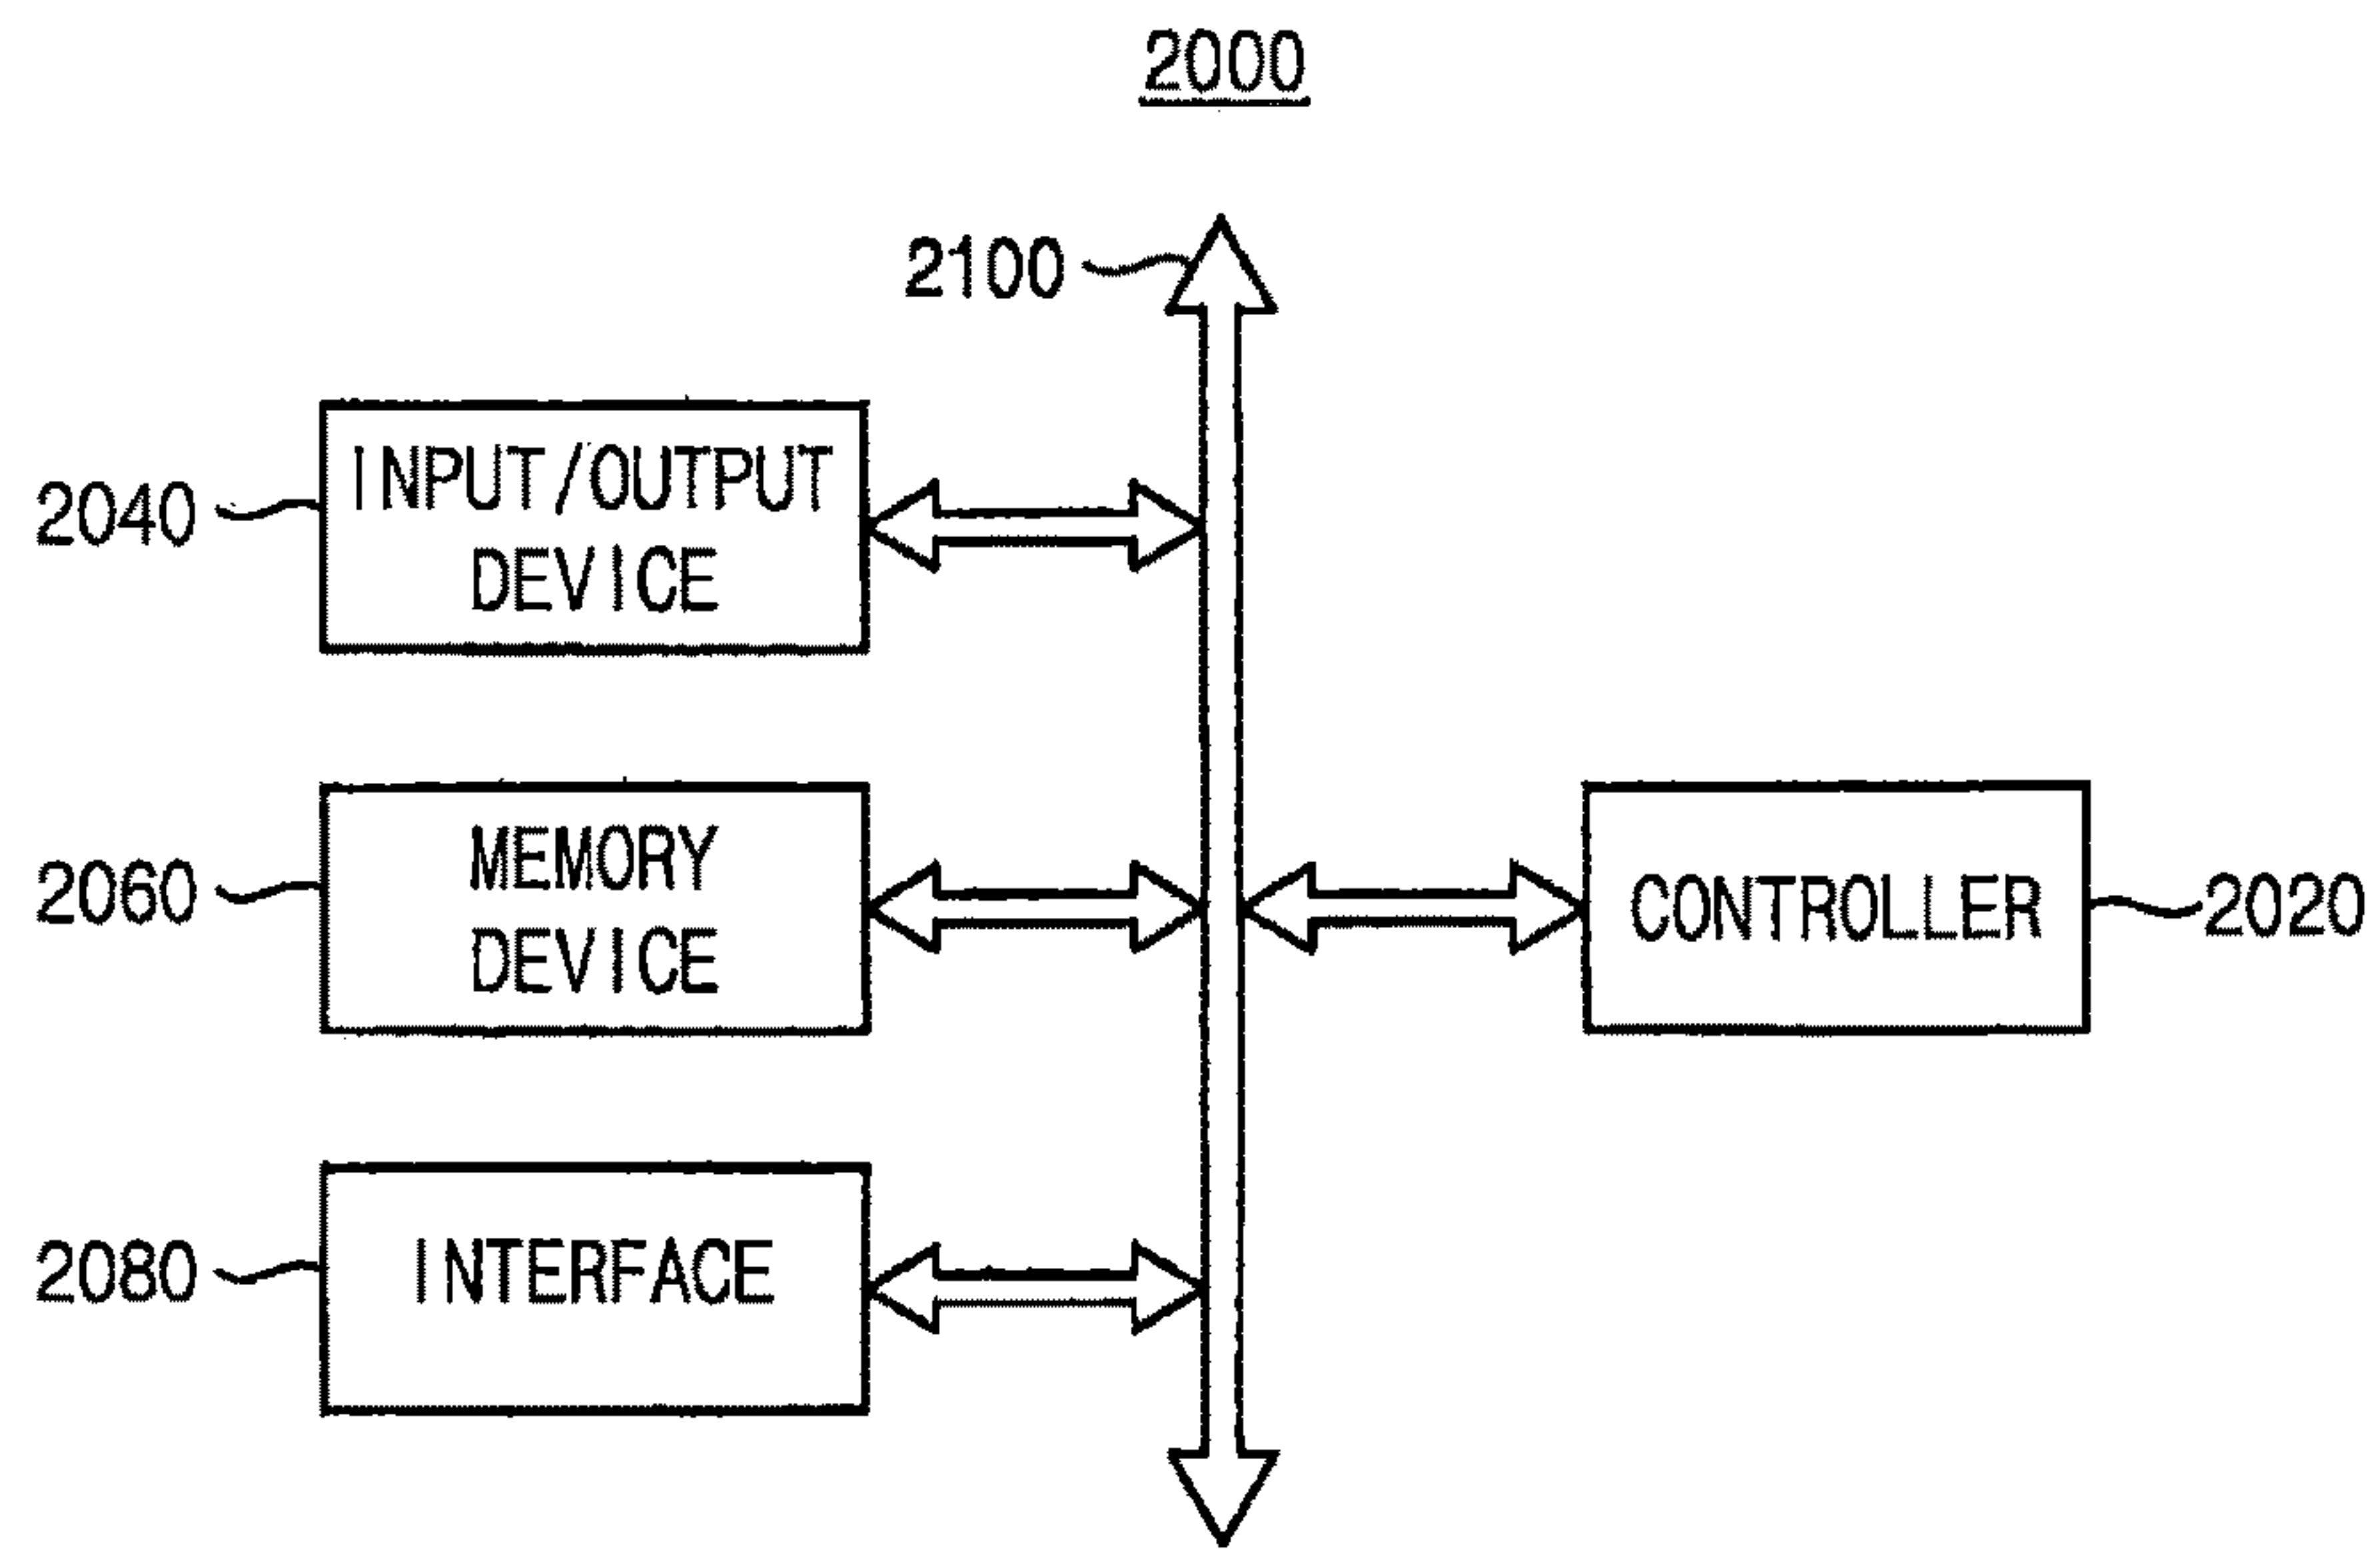 2000
2100
2040
INPUT/OUTPUT
DEVICE
2060
MEMORY
DEVICE
CONTROLLER
2020
2080
INTERFACE